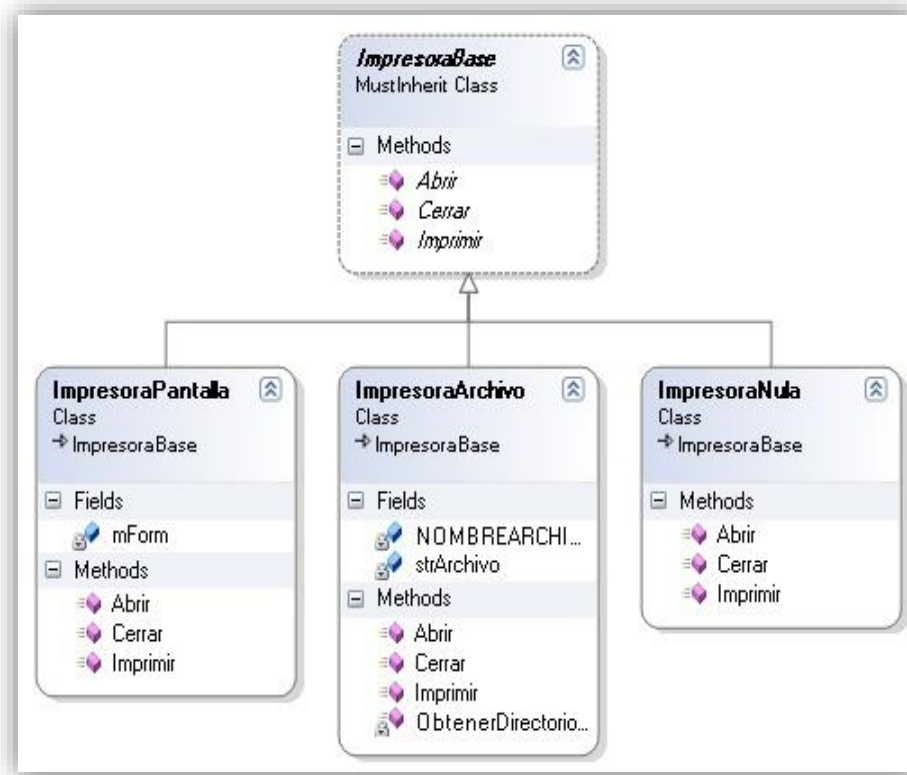 ImpresoraBase
MustInherit Class
Methods
Abrir
Cerrar
Imprimir
ImpresoraPantalla
Class
ImpresoraBase
Fields
mForm
Methods
Abrir
Cerrar
Imprimir
ImpresoraArchivo
Class
ImpresoraBase
Fields
NOMBREARCHI...
strArchivo
Methods
Abrir
Cerrar
Imprimir
ObtenerDirectorio...
ImpresoraNula
Class
ImpresoraBase
Methods
Abrir
Cerrar
Imprimir